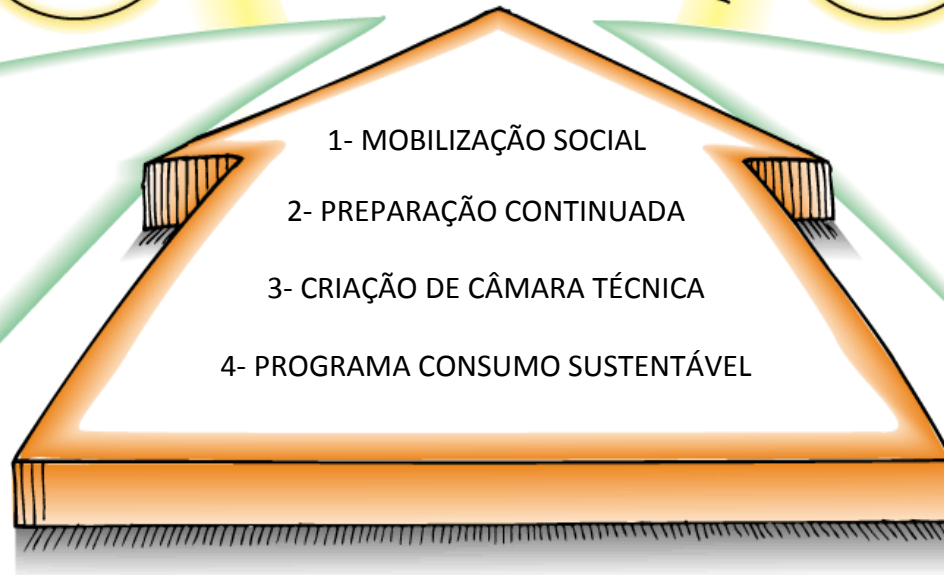 1- MOBILIZAÇÃO SOCIAL
2- PREPARAÇÃO CONTINUADA
3- CRIAÇÃO DE CÂMARA TÉCNICA
4- PROGRAMA CONSUMO SUSTENTÁVEL